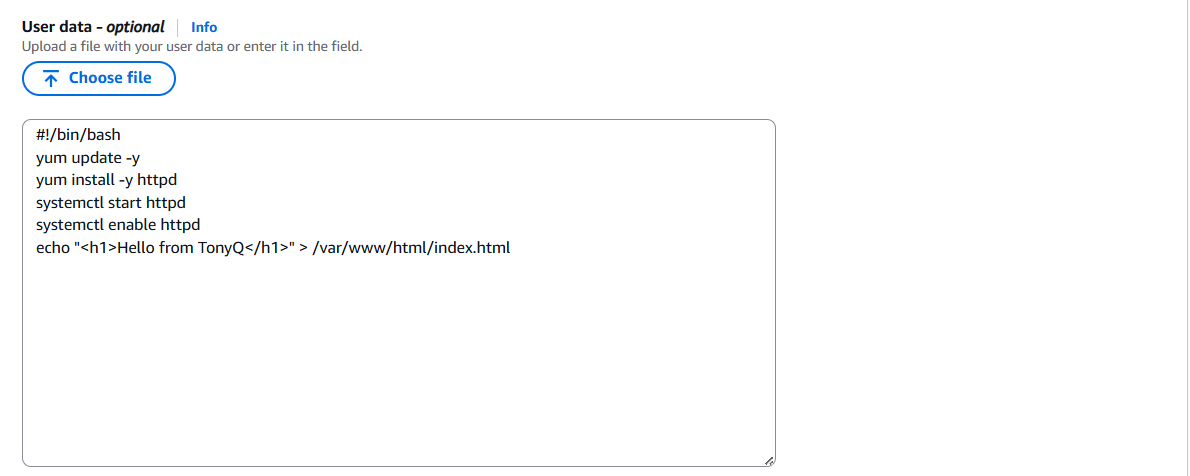 User data - optional Info
Upload a file with your user data or enter it in the field.
Choose file
#!/bin/bash
yum update -y
yum install -y httpd
systemctl start httpd
systemctl enable httpd
echo "<h1>Hello from TonyQ</h1>" > /var/www/html/index.html